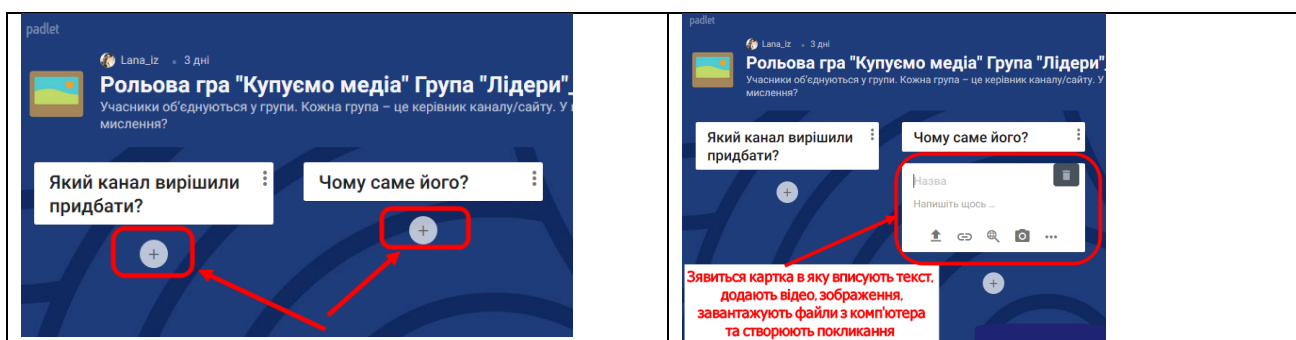 padlet
Lana_iz • 3 дні
Рольова гра "Купуємо медіа" Група "Лідери"_
Учасники об'єднуються у групи. Кожна група – це керівник каналу/сайту. У
мислення?
Який канал вирішили
придбати?
Чому саме його?
padlet
Lana_iz • 3 дні
Рольова гра "Купуємо медіа" Група "Лідери"_
Учасники об'єднуються у групи. Кожна група – це керівник каналу/сайту. У
мислення?
Який канал вирішили
придбати?
Чому саме його?
Назва
Напишіть щось ...
Зявиться картка в яку вписують текст,
додають відео, зображення,
завантажують файли з комп'ютера
та створюють покликання